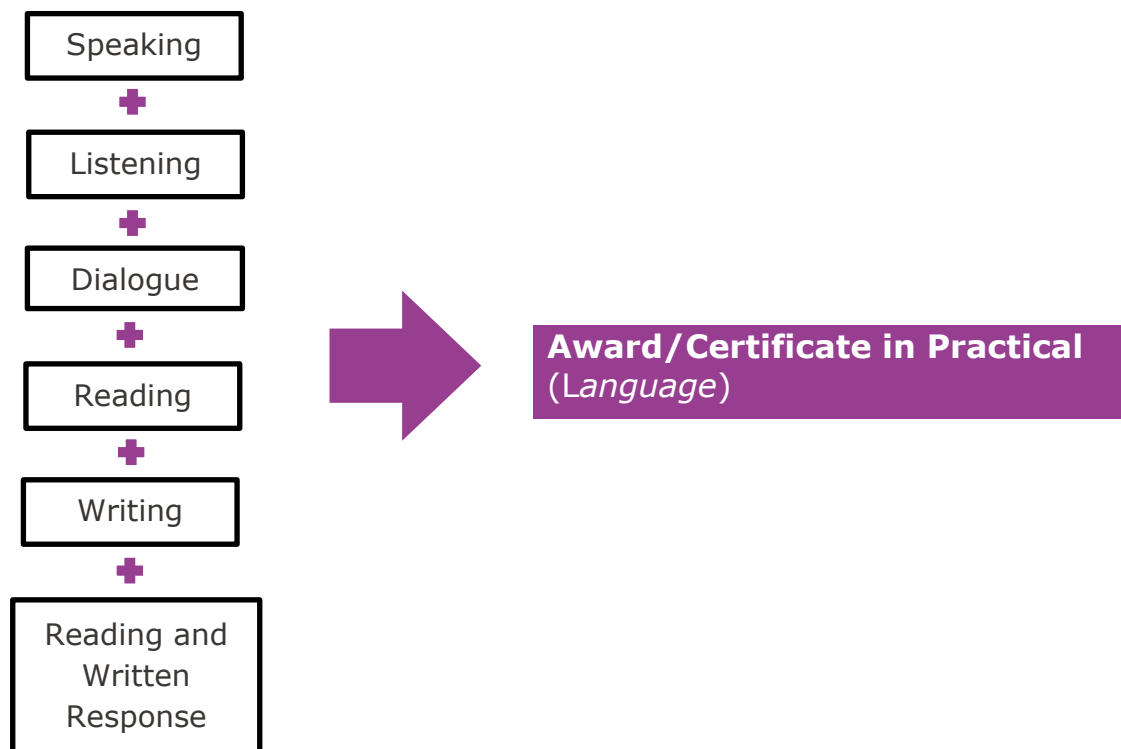 Speaking
Listening
Dialogue
Reading
Writing
Reading and
Written
Response
Award/Certificate in Practical
(Language)